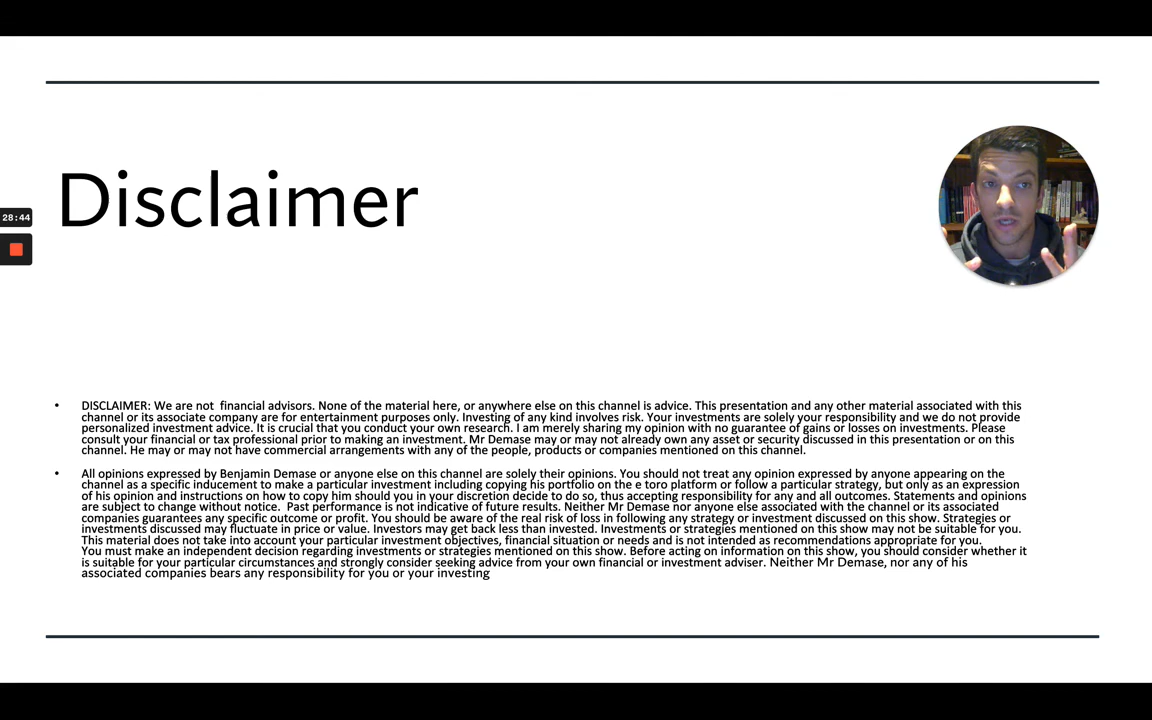 Disclaimer
28:44
• DISCLAIMER: We are not  financial advisors. None of the material here, or anywhere else on this channel is advice. This presentation and any other material associated with this
channel or its associate company are for entertainment purposes only. Investing of any kind involves risk. Your investments are solely your responsibility and we do not provide
personalized investment advice. It is crucial that you conduct your own research. I am merely sharing my opinion with no guarantee of gains or losses on investments. Please
consult your financial or tax professional prior to making an investment. Mr Demase may or may not already own any asset or security discussed in this presentation or on this
channel. He may or may not have commercial arrangements with any of the people, products or companies mentioned on this channel.
• All opinions expressed by Benjamin Demase or anyone else on this channel are solely their opinions. You should not treat any opinion expressed by anyone appearing on the
channel as a specific inducement to make a particular investment including copying his portfolio on the e toro platform or follow a particular strategy, but only as an expression
of his opinion and instructions on how to copy him should you in your discretion decide to do so, thus accepting responsibility for any and all outcomes. Statements and opinions
are subject to change without notice.  Past performance is not indicative of future results. Neither Mr Demase nor anyone else associated with the channel or its associated
companies guarantees any specific outcome or profit. You should be aware of the real risk of loss in following any strategy or investment discussed on this show. Strategies or
investments discussed may fluctuate in price or value. Investors may get back less than invested. Investments or strategies mentioned on this show may not be suitable for you.
This material does not take into account your particular investment objectives, financial situation or needs and is not intended as recommendations appropriate for you.
You must make an independent decision regarding investments or strategies mentioned on this show. Before acting on information on this show, you should consider whether it
is suitable for your particular circumstances and strongly consider seeking advice from your own financial or investment adviser. Neither Mr Demase, nor any of his
associated companies bears any responsibility for you or your investing